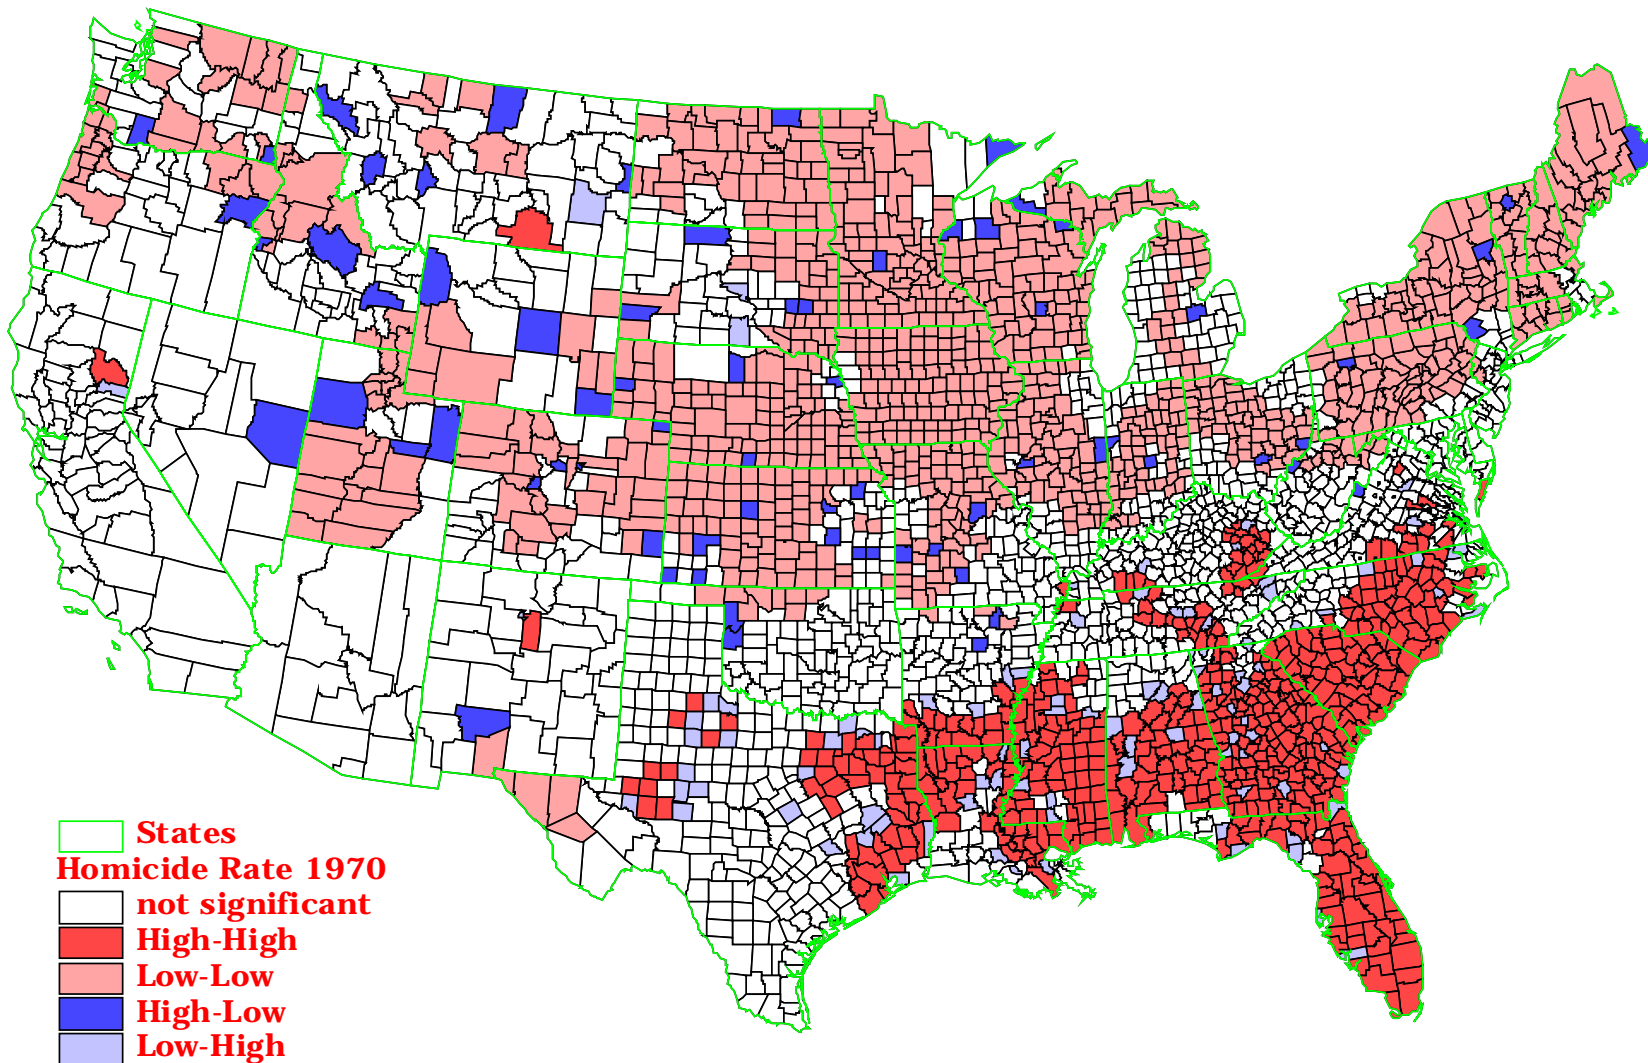 States
Homicide Rate 1970
not significant
High-High
Low-Low
High-Low
Low-High